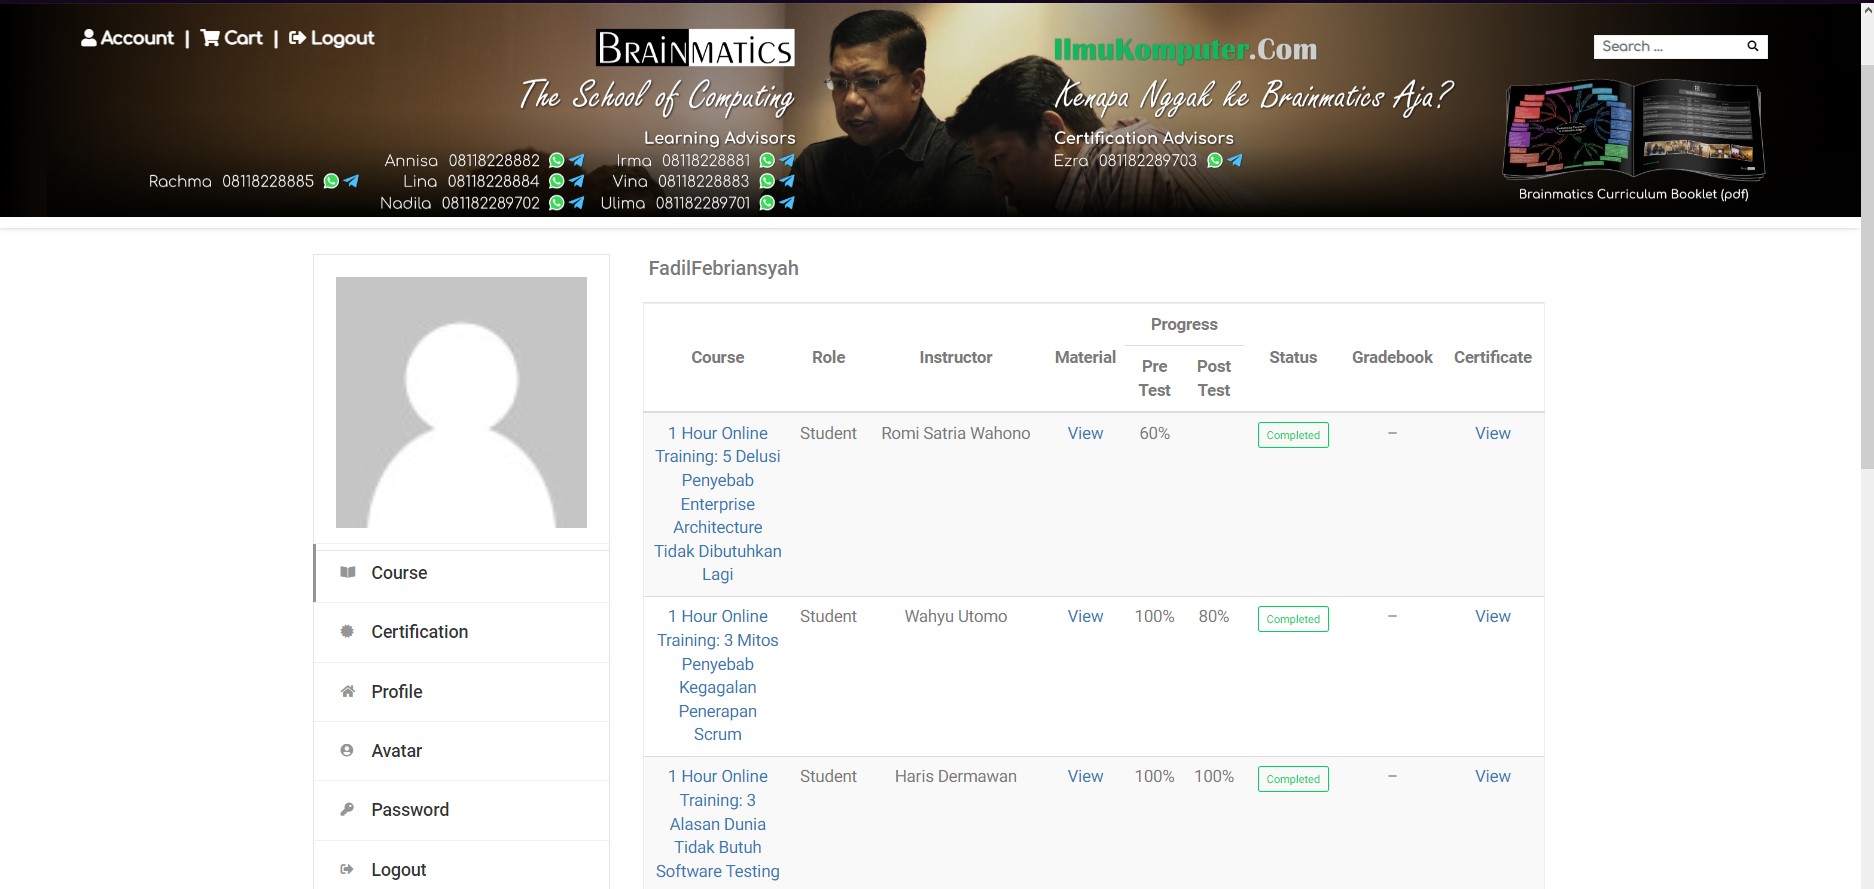 Account | Cart | Logout
BRAINMATICS
The School of Computing
Learning Advisors
Annisa 08118228882 Irma 08118228881
Rachma 08118228885 Lina 08118228884 Vina 08118228883
Nadila 081182289702 Ulima 081182289701
IlmuKomputer.Com
Kenapa Nggak ke Brainmatics Aja?
Certification Advisors
Ezra 081182289703
Search ...
Brainmatics Curriculum Booklet (pdf)
Course
Certification
Profile
Avatar
Password
Logout
FadilFebriansyah
Progress
Course Role Instructor Material Pre Test Post Test Status Gradebook Certificate
1 Hour Online Student Romi Satria Wahono View 60% Completed – View
Training: 5 Delusi
Penyebab
Enterprise
Architecture
Tidak Dibutuhkan
Lagi
1 Hour Online Student Wahyu Utomo View 100% 80% Completed – View
Training: 3 Mitos
Penyebab
Kegagalan
Penerapan
Scrum
1 Hour Online Student Haris Dermawan View 100% 100% Completed – View
Training: 3
Alasan Dunia
Tidak Butuh
Software Testing